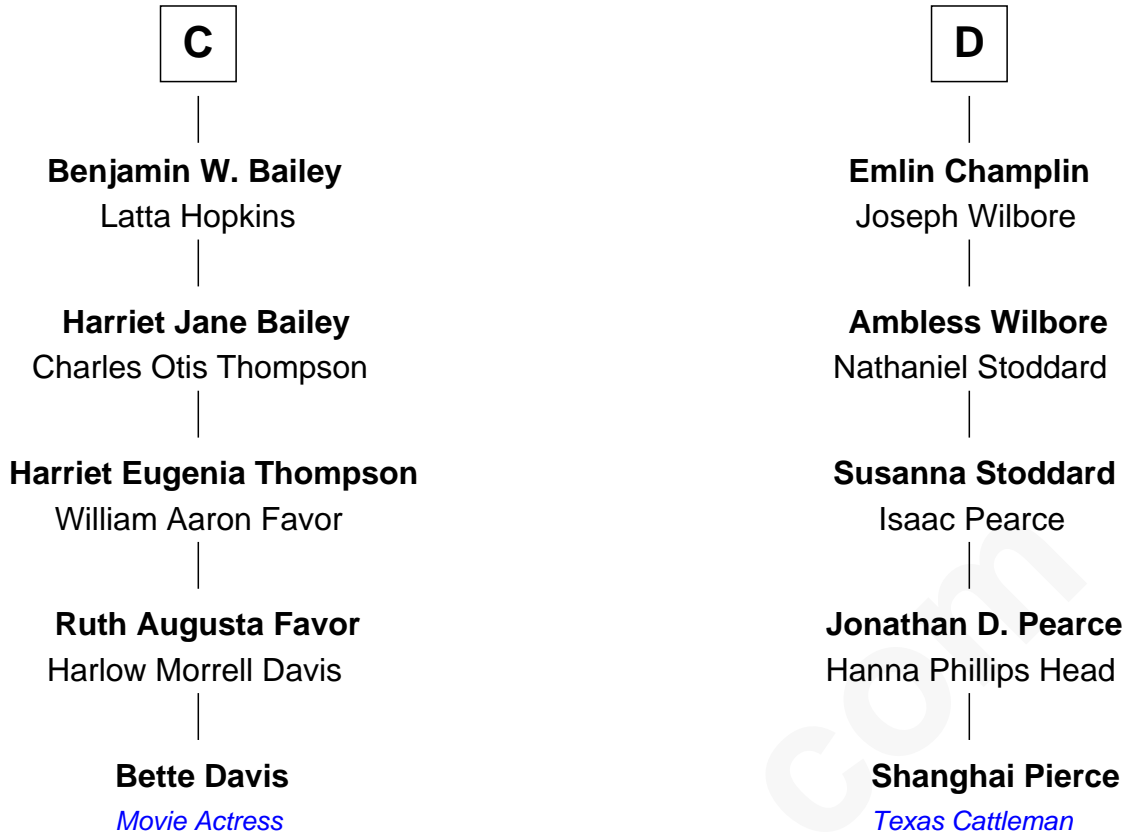 C
Benjamin W. Bailey
Latta Hopkins
Harriet Jane Bailey
Charles Otis Thompson
Harriet Eugenia Thompson
William Aaron Favor
Ruth Augusta Favor
Harlow Morrell Davis
Bette Davis
Movie Actress
D
Emlin Champlin
Joseph Wilbore
Ambless Wilbore
Nathaniel Stoddard
Susanna Stoddard
Isaac Pearce
Jonathan D. Pearce
Hanna Phillips Head
Shanghai Pierce
Texas Cattleman
com